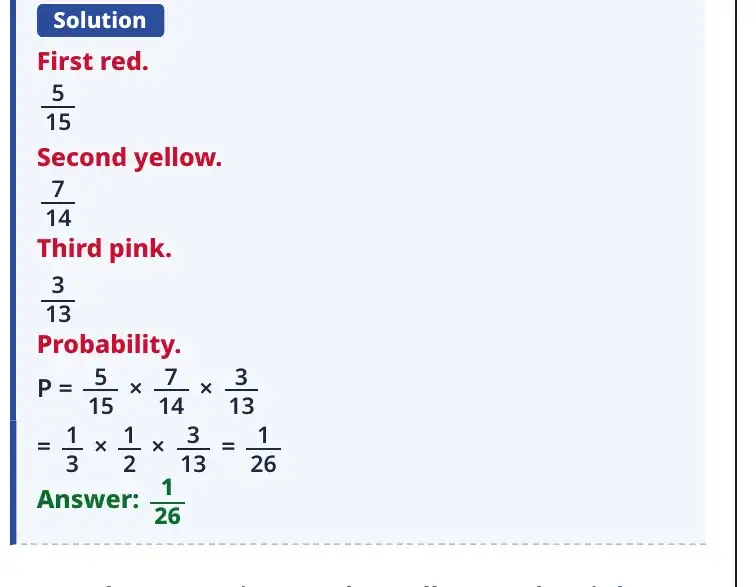 Solution
First red.
5/15
Second yellow.
7/14
Third pink.
3/13
Probability.
P = 5/15 × 7/14 × 3/13
= 1/3 × 1/2 × 3/13 = 1/26
Answer: 1/26